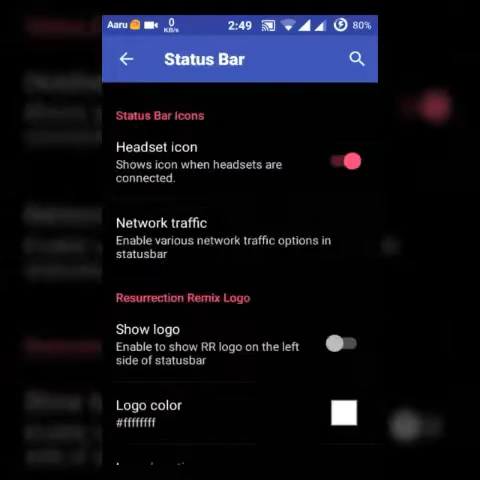 Aaru 0 KB/s 2:49 80%
Status Bar
Status Bar Icons
Headset icon
Shows icon when headsets are
connected.
Network traffic
Enable various network traffic options in
statusbar
Resurrection Remix Logo
Show logo
Enable to show RR logo on the left
side of statusbar
Logo color
#ffffffff